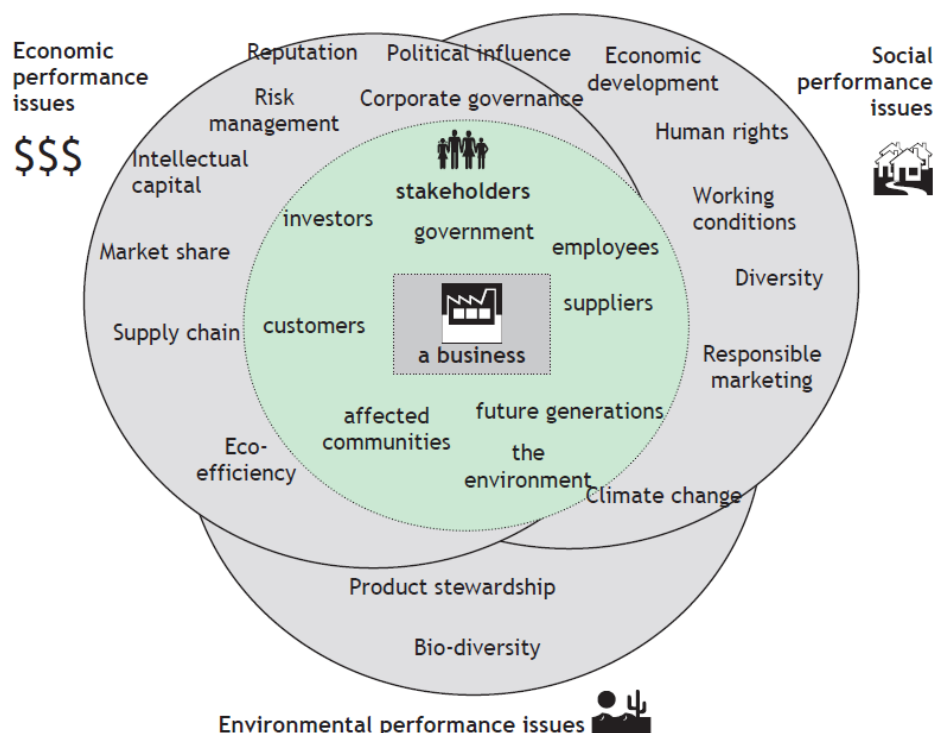 Economic
performance
issues
$$$
Reputation
Political influence
Economic
development
Social
performance
issues
Risk
management
Corporate governance
Human rights
Intellectual
capital
stakeholders
Working
conditions
investors
government
employees
Market share
Diversity
suppliers
Supply chain
customers
a business
Responsible
marketing
affected
communities
future generations
Eco-
efficiency
the
environment
Climate change
Product stewardship
Bio-diversity
Environmental performance issues